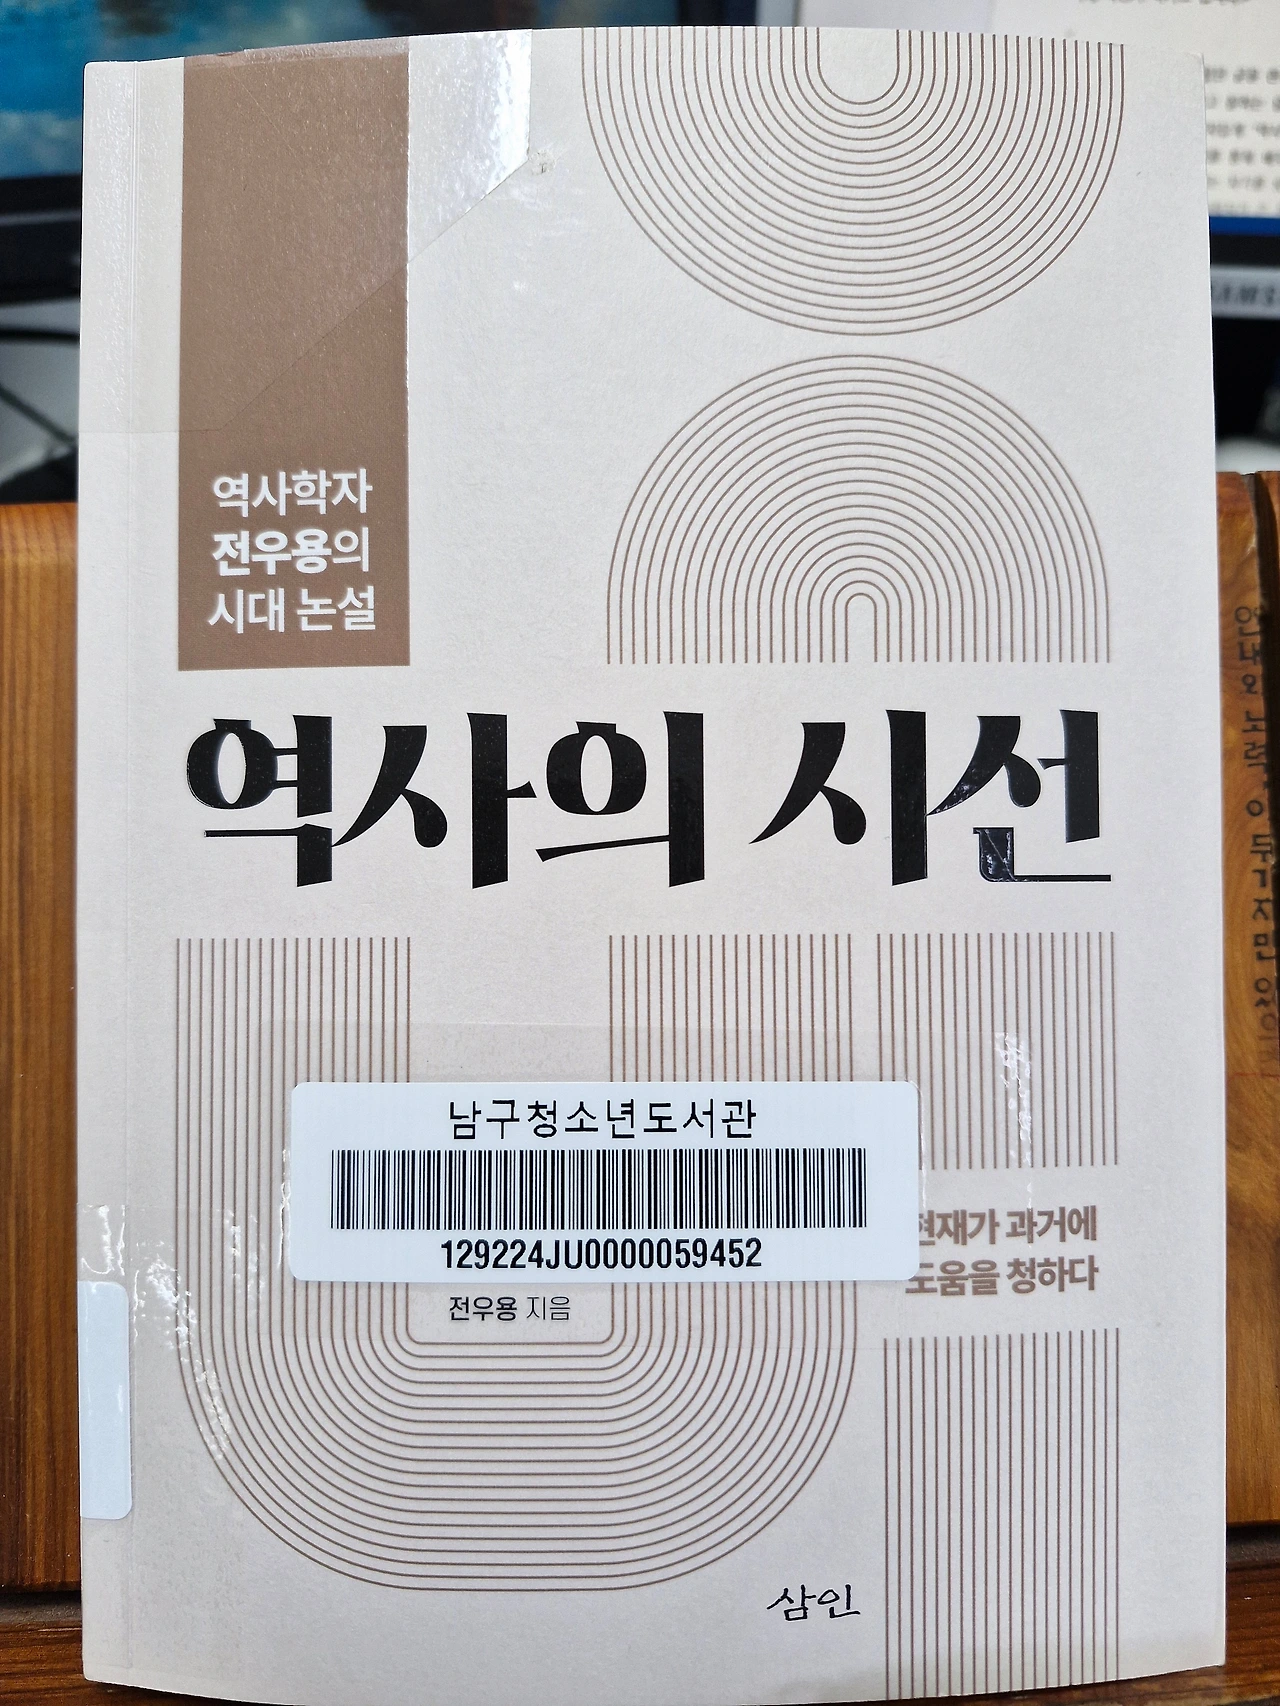 역사학자
전우용의
시대 논설
역사의 시선
남구청소년도서관
129224JU0000059452
현재가 과거에
도움을 청하다
전우용 지음
삼인